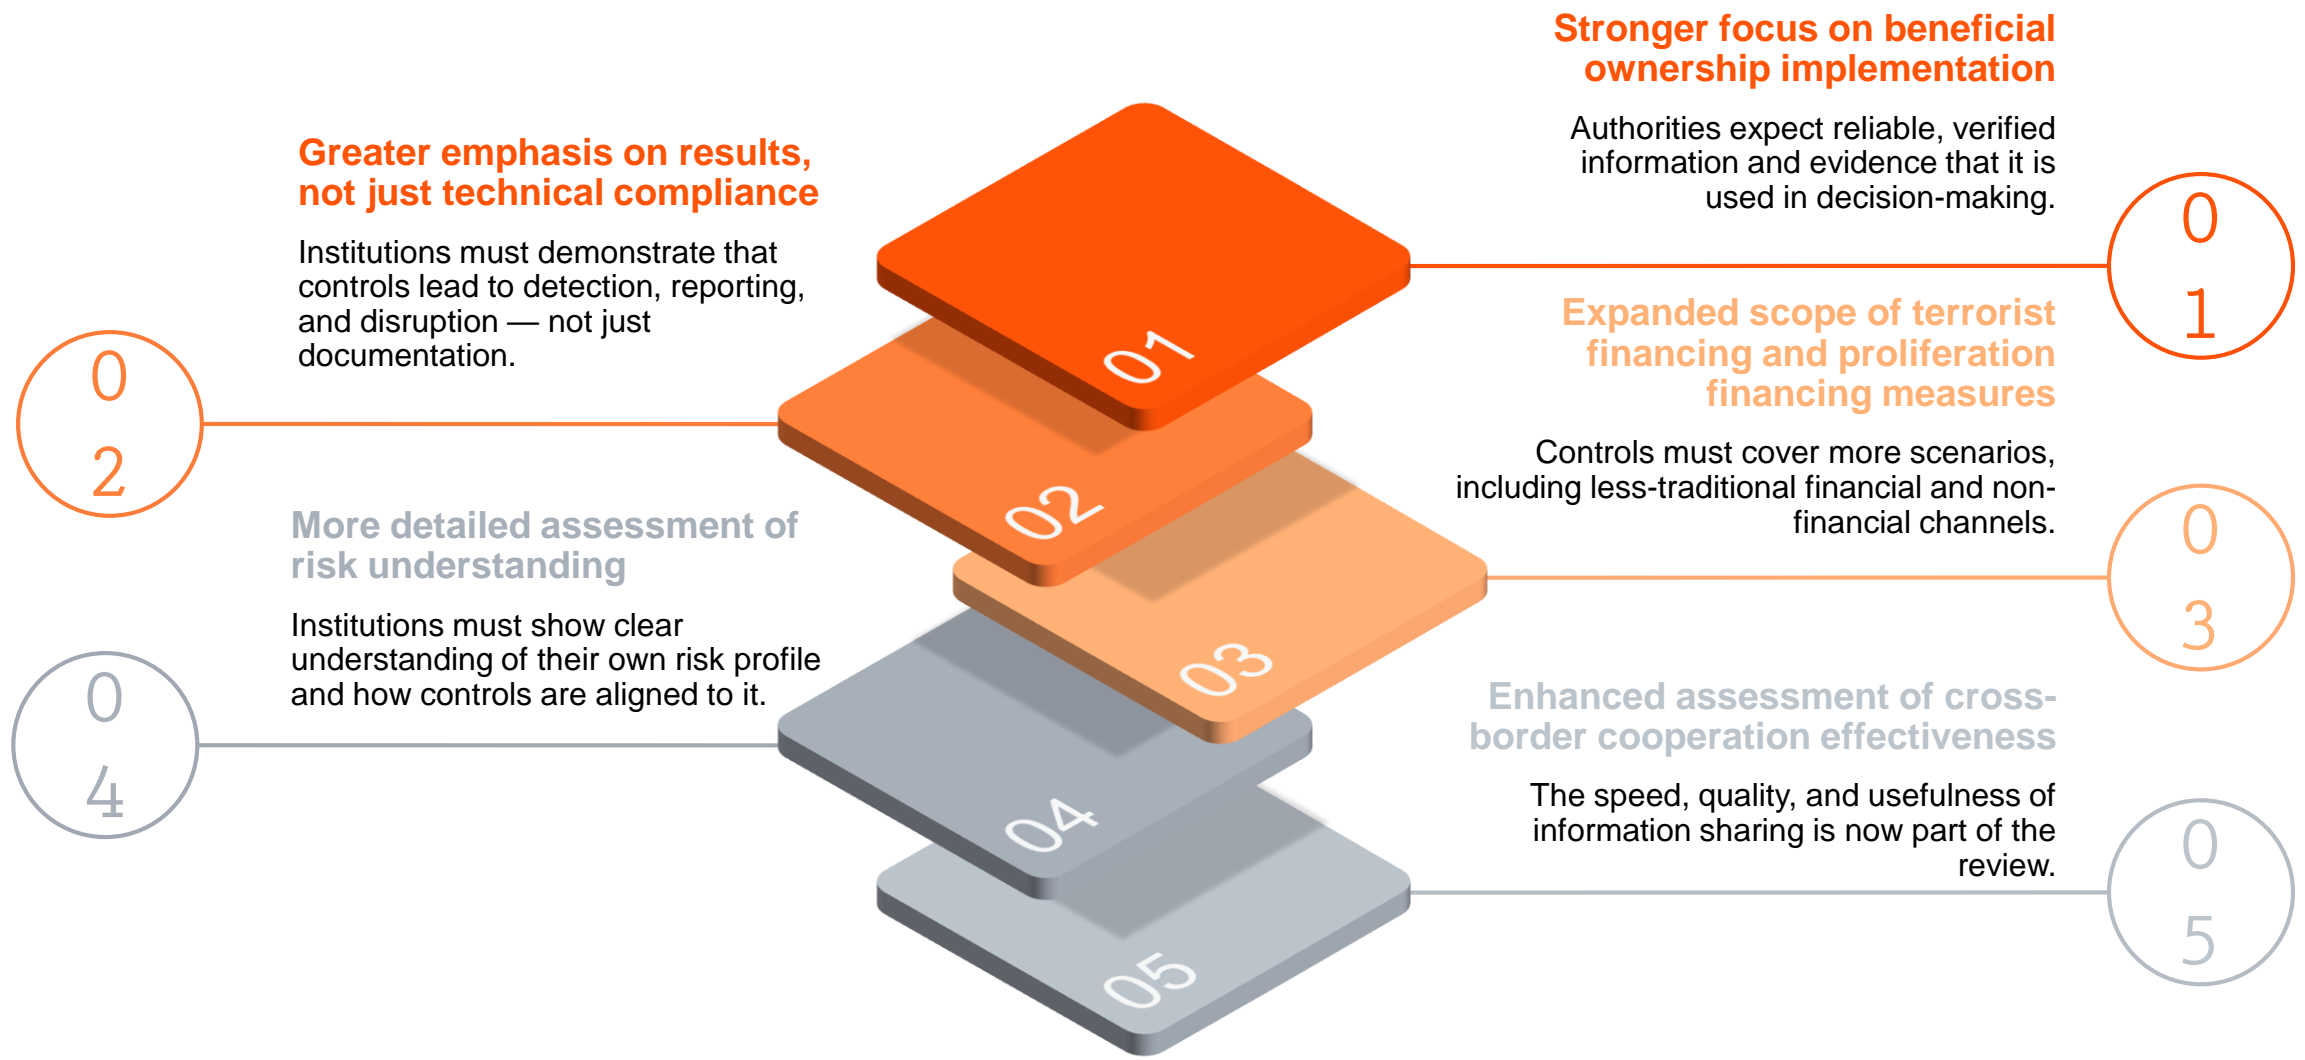 Stronger focus on beneficial
ownership implementation
Authorities expect reliable, verified
information and evidence that it is
used in decision-making.
0
1
Greater emphasis on results,
not just technical compliance
Institutions must demonstrate that
controls lead to detection, reporting,
and disruption — not just
documentation.
0
2
Expanded scope of terrorist
financing and proliferation
financing measures
Controls must cover more scenarios,
including less-traditional financial and non-
financial channels.
0
3
More detailed assessment of
risk understanding
Institutions must show clear
understanding of their own risk profile
and how controls are aligned to it.
0
4
Enhanced assessment of cross-
border cooperation effectiveness
The speed, quality, and usefulness of
information sharing is now part of the
review.
0
5
01
02
03
04
05